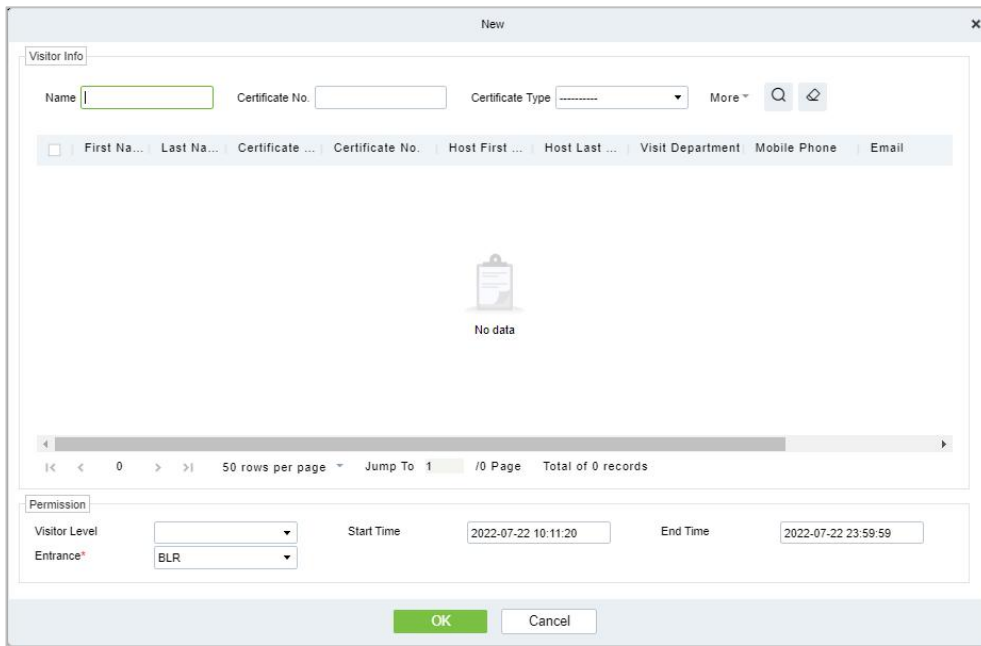 New
Visitor Info
Name Certificate No. Certificate Type ---------- More
First Na... Last Na... Certificate ... Certificate No. Host First ... Host Last ... Visit Department Mobile Phone Email
No data
0 50 rows per page Jump To 1 /0 Page Total of 0 records
Permission
Visitor Level Start Time 2022-07-22 10:11:20 End Time 2022-07-22 23:59:59
Entrance* BLR
OK Cancel